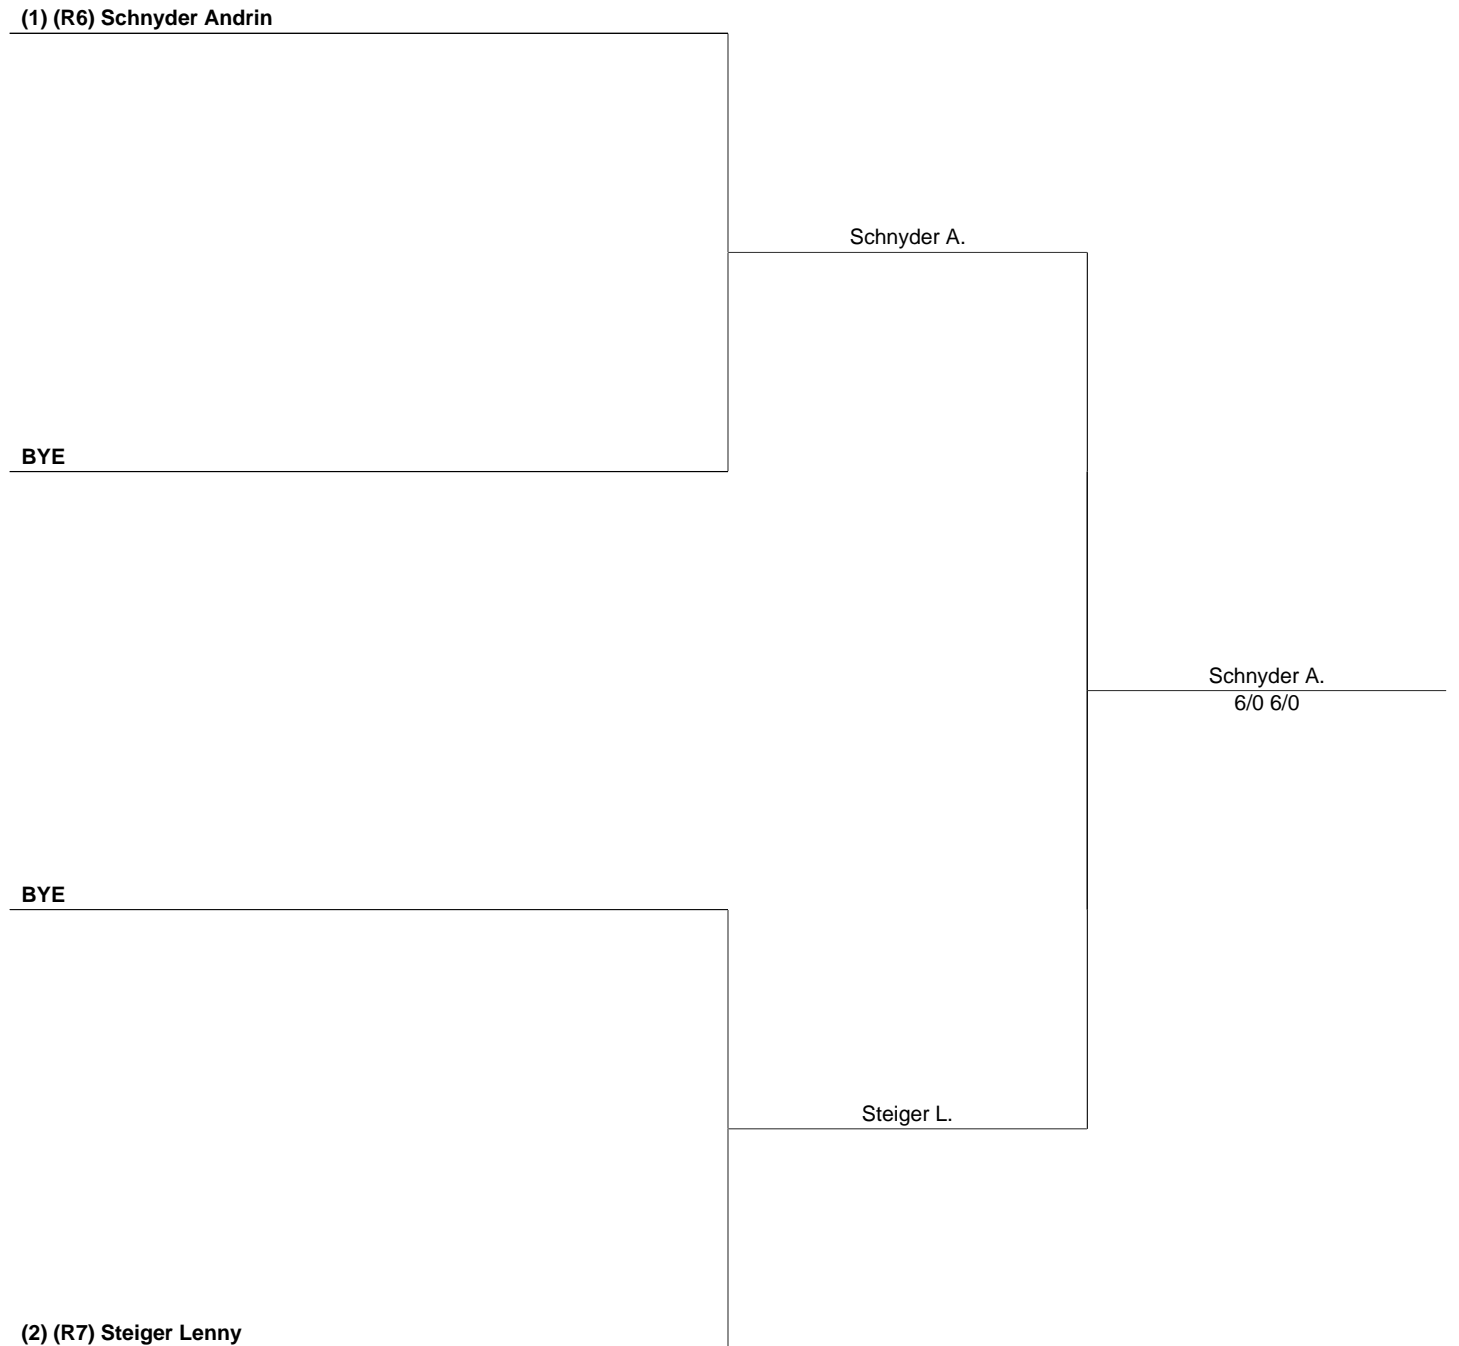 (1) (R6) Schnyder Andrin
Schnyder A.
BYE
Schnyder A.
6/0 6/0
BYE
Steiger L.
(2) (R7) Steiger Lenny